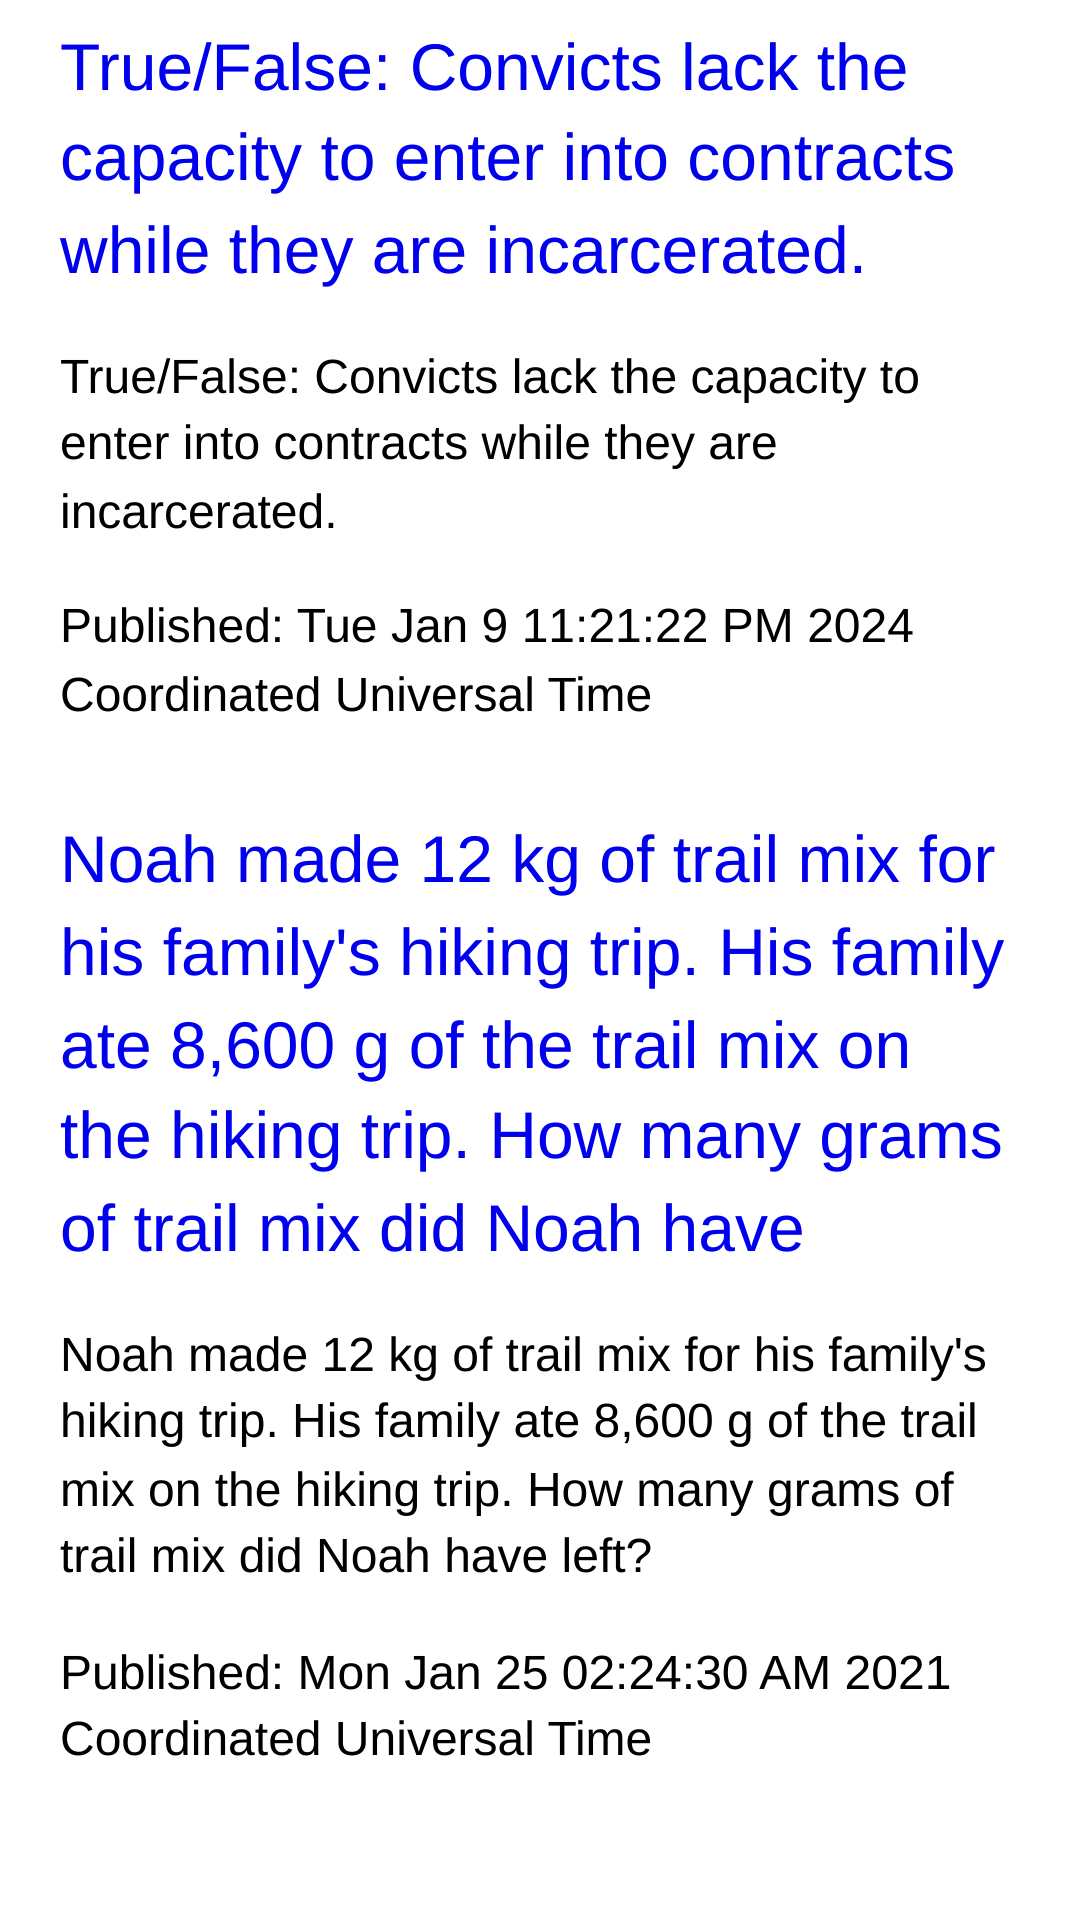 True/False: Convicts lack the
capacity to enter into contracts
while they are incarcerated.
True/False: Convicts lack the capacity to
enter into contracts while they are
incarcerated.
Published: Tue Jan 9 11:21:22 PM 2024
Coordinated Universal Time
Noah made 12 kg of trail mix for
his family's hiking trip. His family
ate 8,600 g of the trail mix on
the hiking trip. How many grams
of trail mix did Noah have
Noah made 12 kg of trail mix for his family's
hiking trip. His family ate 8,600 g of the trail
mix on the hiking trip. How many grams of
trail mix did Noah have left?
Published: Mon Jan 25 02:24:30 AM 2021
Coordinated Universal Time